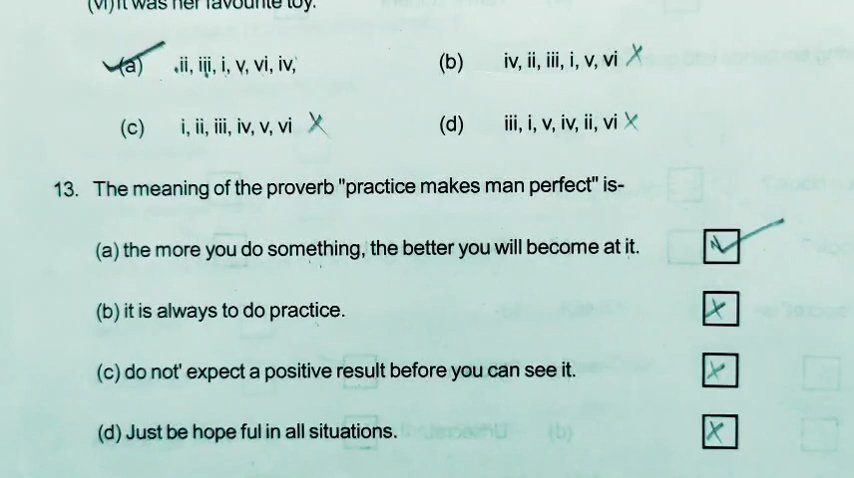 (vi) It was her favourite toy.
(a) ii, iii, i, v, vi, iv, (b) iv, ii, iii, i, v, vi
(c) i, ii, iii, iv, v, vi (d) iii, i, v, iv, ii, vi
13. The meaning of the proverb "practice makes man perfect" is-
(a) the more you do something, the better you will become at it.
(b) it is always to do practice.
(c) do not' expect a positive result before you can see it.
(d) Just be hope ful in all situations.